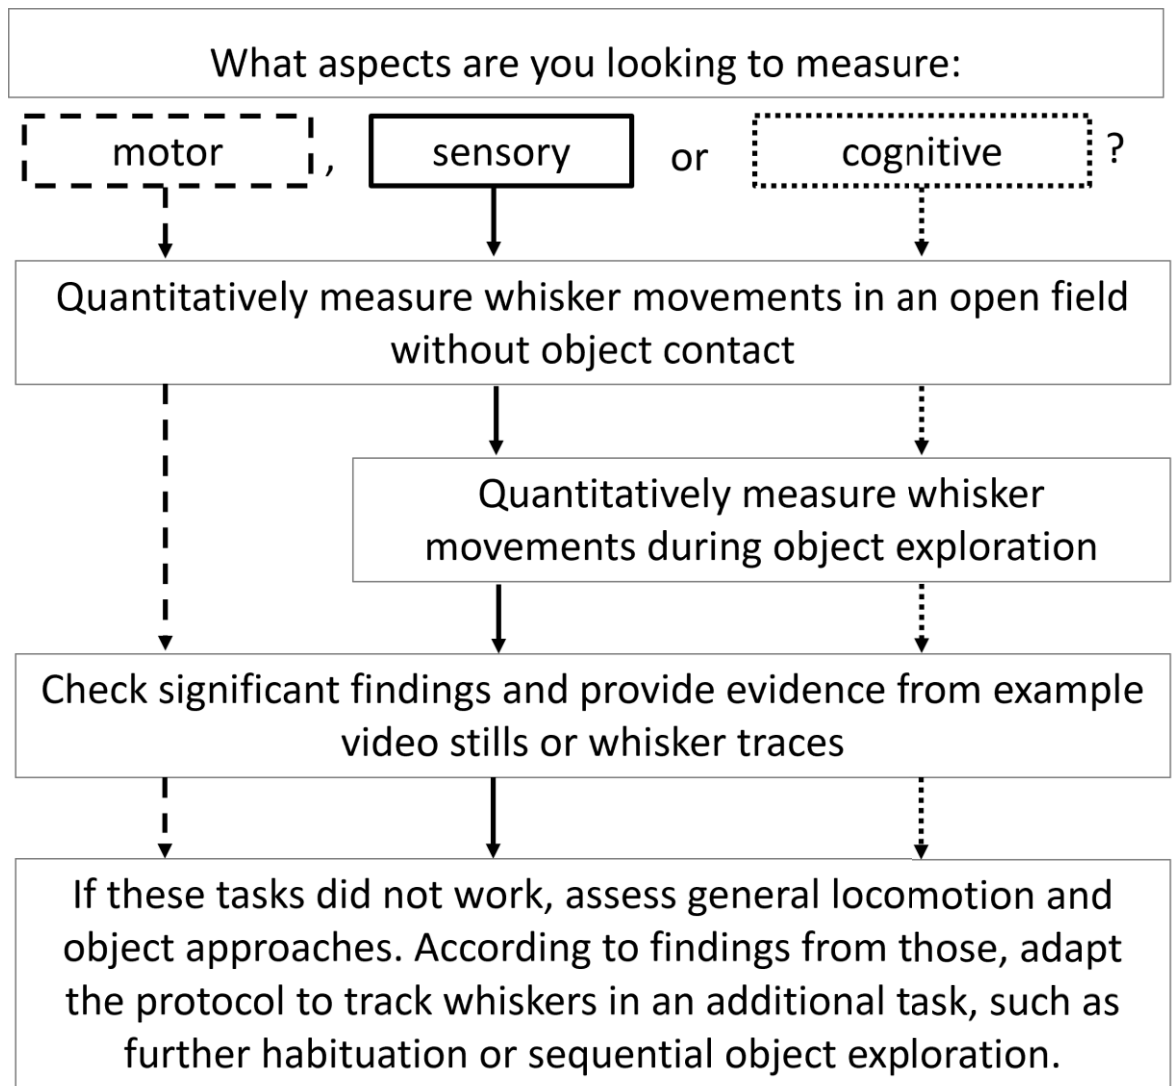 What aspects are you looking to measure:
motor , sensory or cognitive ?
Quantitatively measure whisker movements in an open field
without object contact
Quantitatively measure whisker
movements during object exploration
Check significant findings and provide evidence from example
video stills or whisker traces
If these tasks did not work, assess general locomotion and
object approaches. According to findings from those, adapt
the protocol to track whiskers in an additional task, such as
further habituation or sequential object exploration.